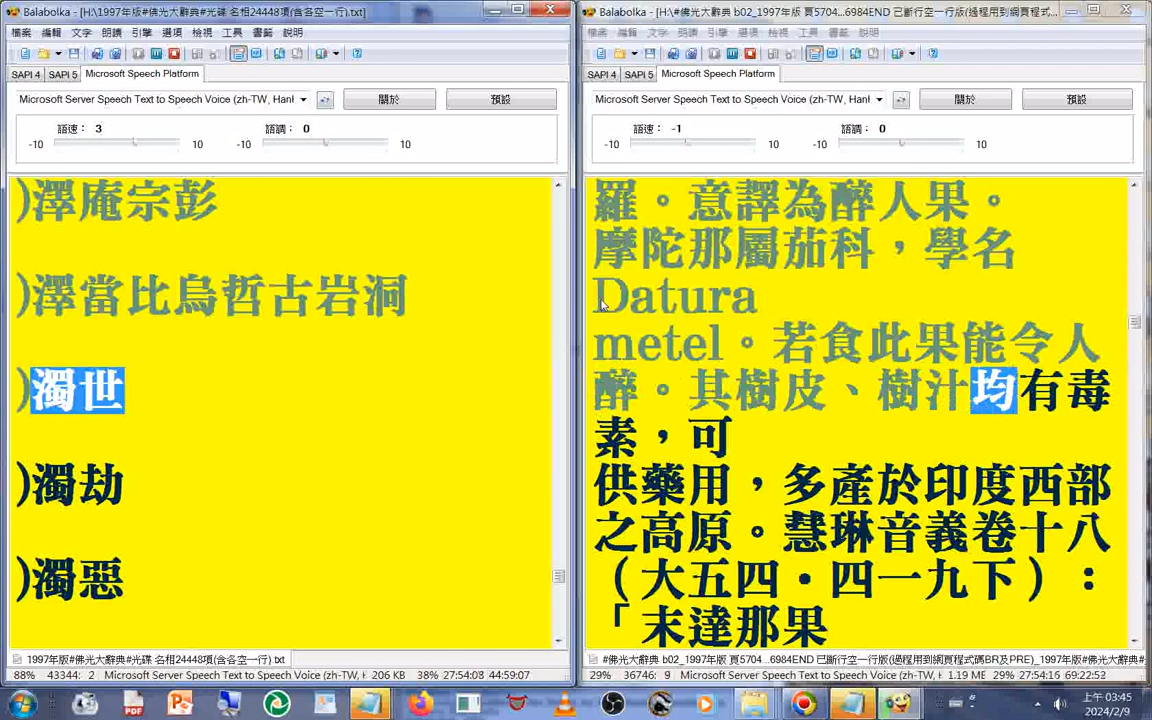 Balabolka - [H:\1997年版#佛光大辭典#光碟 名相24448項(含各空一行).txt]
檔案 編輯 文字 朗讀 引擎 選項 檢視 工具 書籤 說明
SAPI 4 SAPI 5 Microsoft Speech Platform
Microsoft Server Speech Text to Speech Voice (zh-TW, Hanl
關於 預設
語速： 3 語調： 0
-10 10 -10 10
)澤庵宗彭
)澤當比烏哲古岩洞
)濁世
)濁劫
)濁惡
1997年版#佛光大辭典#光碟 名相24448項(含各空一行).txt
88% 43344: 2 Microsoft Server Speech Text to Speech Voice (zh-T 206 KB 38% 27:54:03 44:59:07
Balabolka - [H:\#佛光大辭典 b02_1997年版 頁5704...6984END 已斷行空一行版(過程用到網頁程式...
檔案 編輯 文字 朗讀 引擎 選項 檢視 工具 書籤 說明
SAPI 4 SAPI 5 Microsoft Speech Platform
Microsoft Server Speech Text to Speech Voice (zh-TW, Hanl
關於 預設
語速： -1 語調： 0
-10 10 -10 10
羅。意譯為醉人果。
摩陀那屬茄科，學名
Datura
metel。若食此果能令人
醉。其樹皮、樹汁均有毒
素，可
供藥用，多產於印度西部
之高原。慧琳音義卷十八
（大五四．四一九下）：
「末達那果
#佛光大辭典 b02_1997年版 頁5704...6984END 已斷行空一行版(過程用到網頁程式碼BR及PRE)_1997年版#
29% 36746: 9 Microsoft Server Speech Text to Speech Voice (zh-T 1.19 ME 29% 27:54:16 69:22:52
上午 03:45
2024/2/9